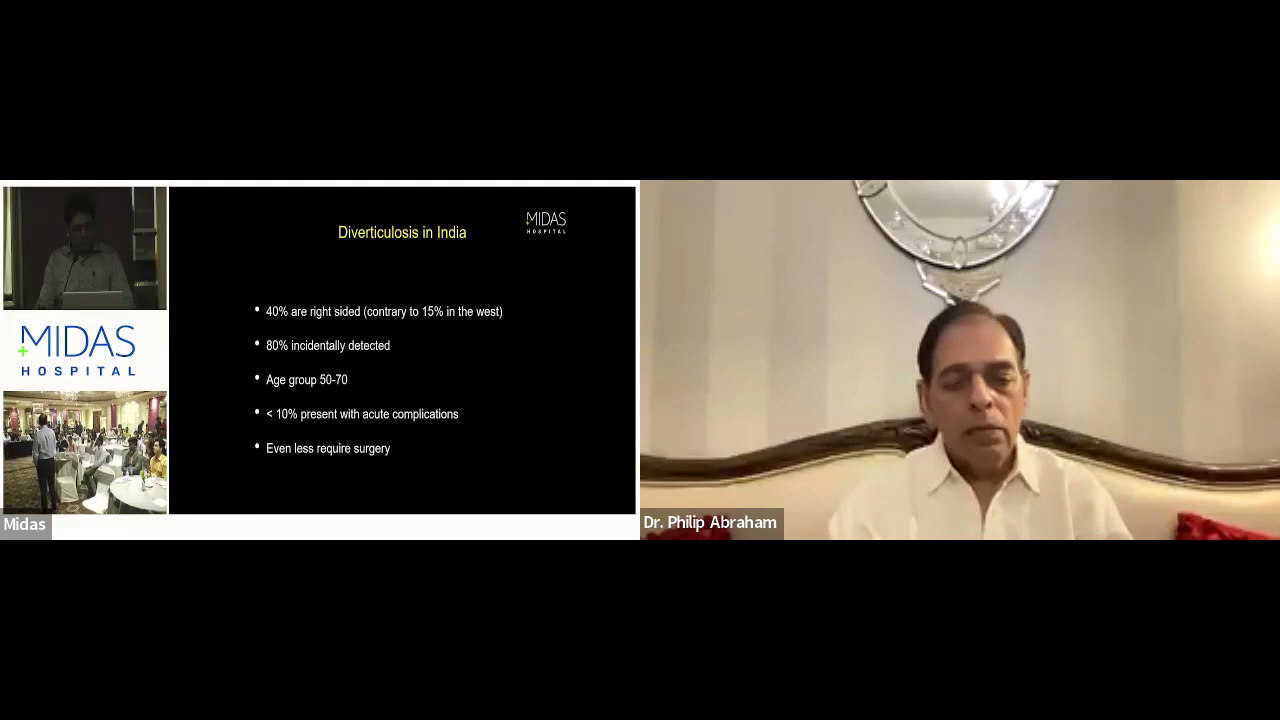 MIDAS
HOSPITAL
Midas
Diverticulosis in India
MIDAS
HOSPITAL
• 40% are right sided (contrary to 15% in the west)
• 80% incidentally detected
• Age group 50-70
• < 10% present with acute complications
• Even less require surgery
Dr. Philip Abraham